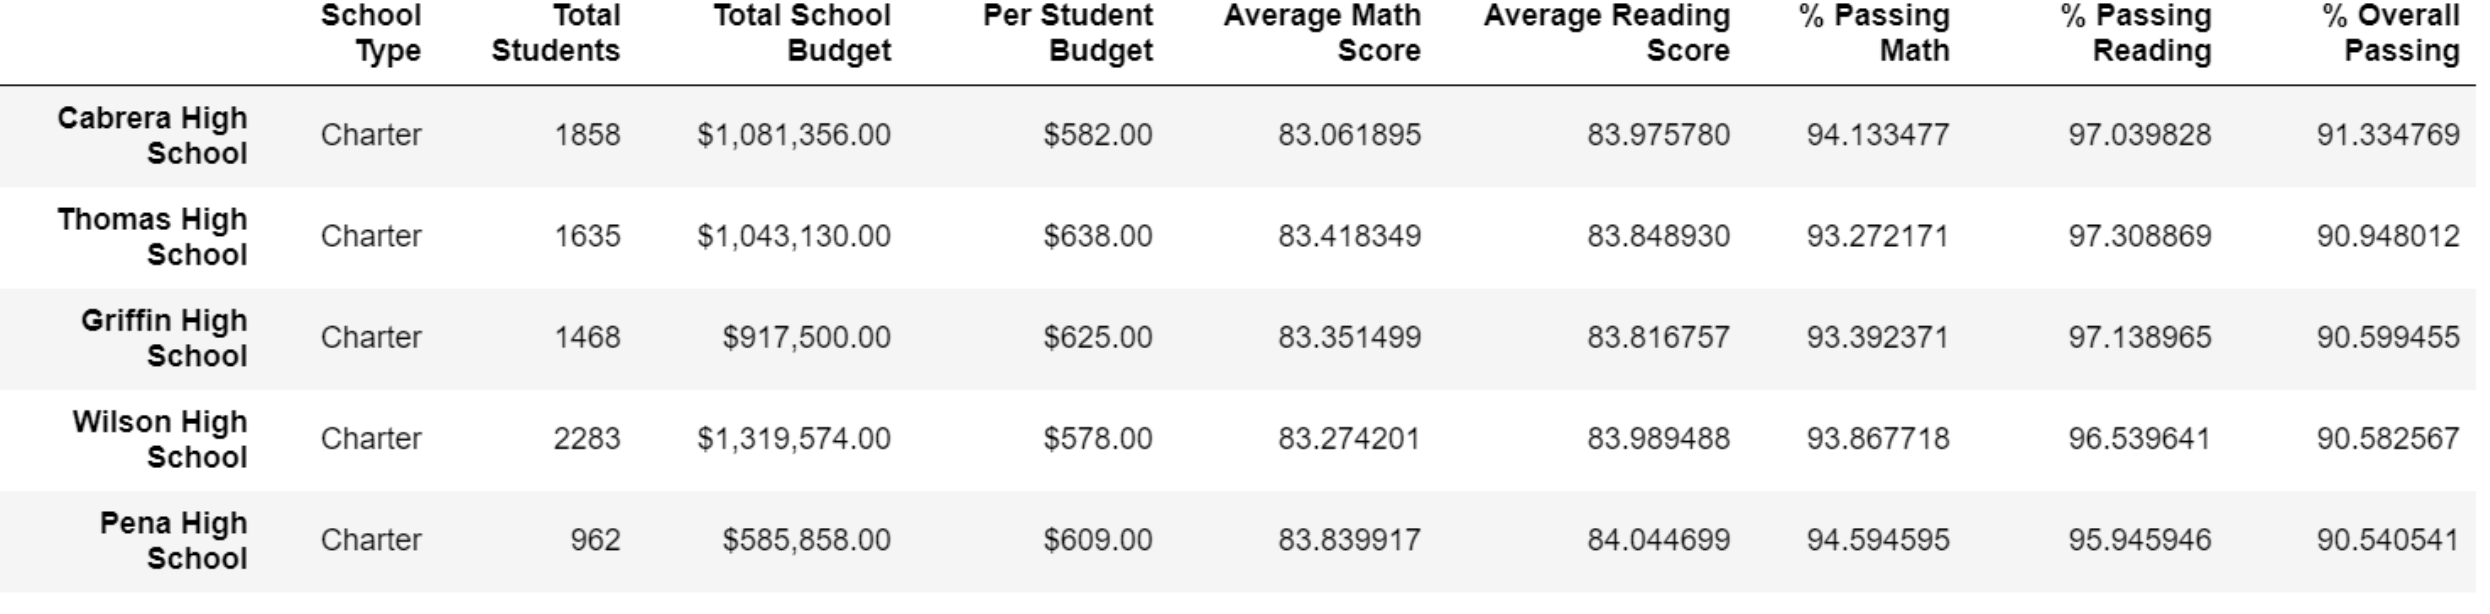 School Total Total School Per Student Average Math Average Reading % Passing % Passing % Overall
Type Students Budget Budget Score Score Math Reading Passing
Cabrera High School Charter 1858 $1,081,356.00 $582.00 83.061895 83.975780 94.133477 97.039828 91.334769
Thomas High School Charter 1635 $1,043,130.00 $638.00 83.418349 83.848930 93.272171 97.308869 90.948012
Griffin High School Charter 1468 $917,500.00 $625.00 83.351499 83.816757 93.392371 97.138965 90.599455
Wilson High School Charter 2283 $1,319,574.00 $578.00 83.274201 83.989488 93.867718 96.539641 90.582567
Pena High School Charter 962 $585,858.00 $609.00 83.839917 84.044699 94.594595 95.945946 90.540541